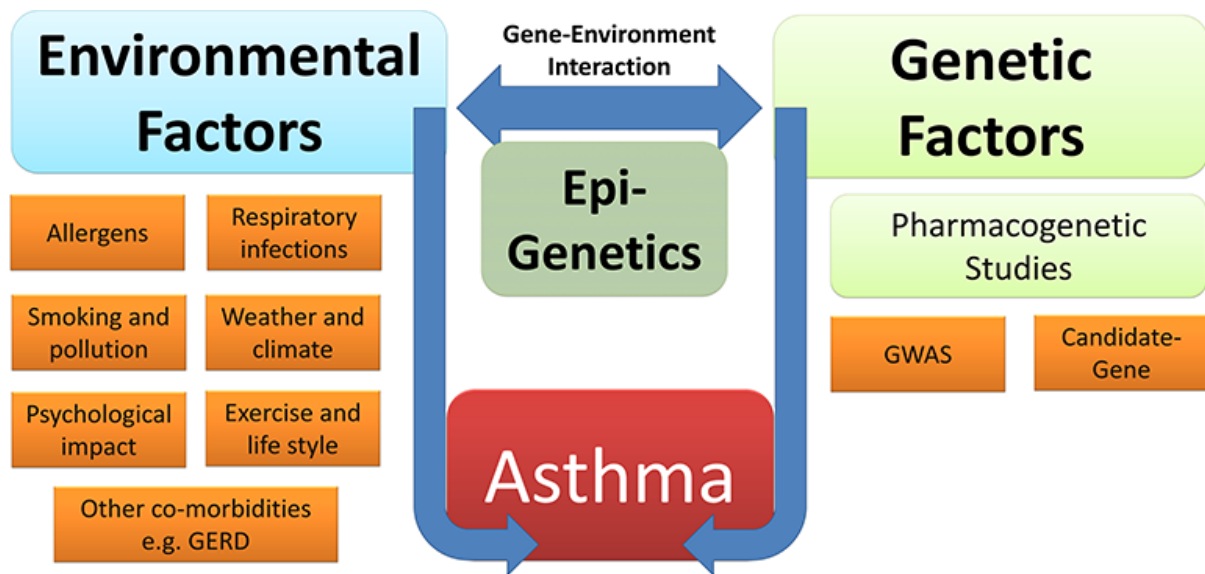 Environmental
Factors
Gene-Environment
Interaction
Genetic
Factors
Epi-
Genetics
Allergens
Respiratory
infections
Smoking and
pollution
Weather and
climate
Psychological
impact
Exercise and
life style
Other co-morbidities
e.g. GERD
Pharmacogenetic
Studies
GWAS
Candidate-
Gene
Asthma